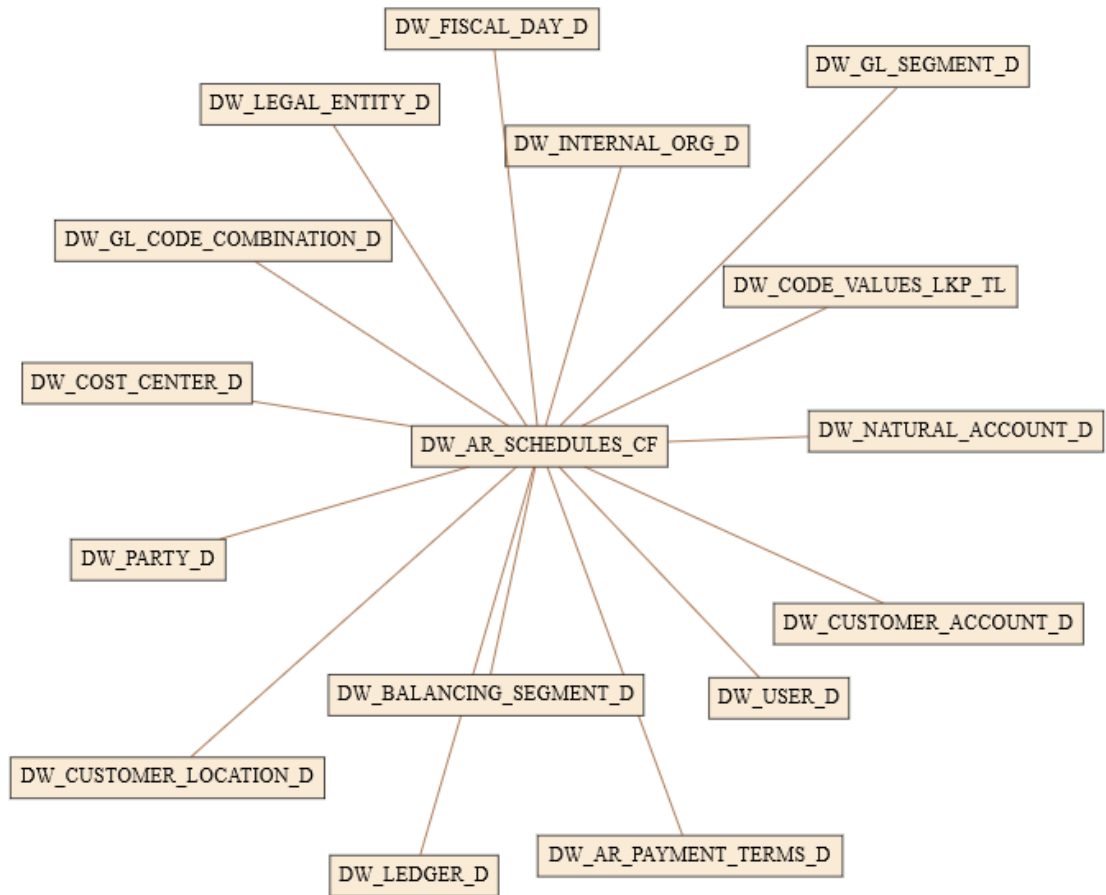 DW_FISCAL_DAY_D
DW_GL_SEGMENT_D
DW_LEGAL_ENTITY_D
DW_INTERNAL_ORG_D
DW_GL_CODE_COMBINATION_D
DW_CODE_VALUES_LKP_TL
DW_COST_CENTER_D
DW_NATURAL_ACCOUNT_D
DW_AR_SCHEDULES_CF
DW_PARTY_D
DW_CUSTOMER_ACCOUNT_D
DW_BALANCING_SEGMENT_D
DW_USER_D
DW_CUSTOMER_LOCATION_D
DW_AR_PAYMENT_TERMS_D
DW_LEDGER_D